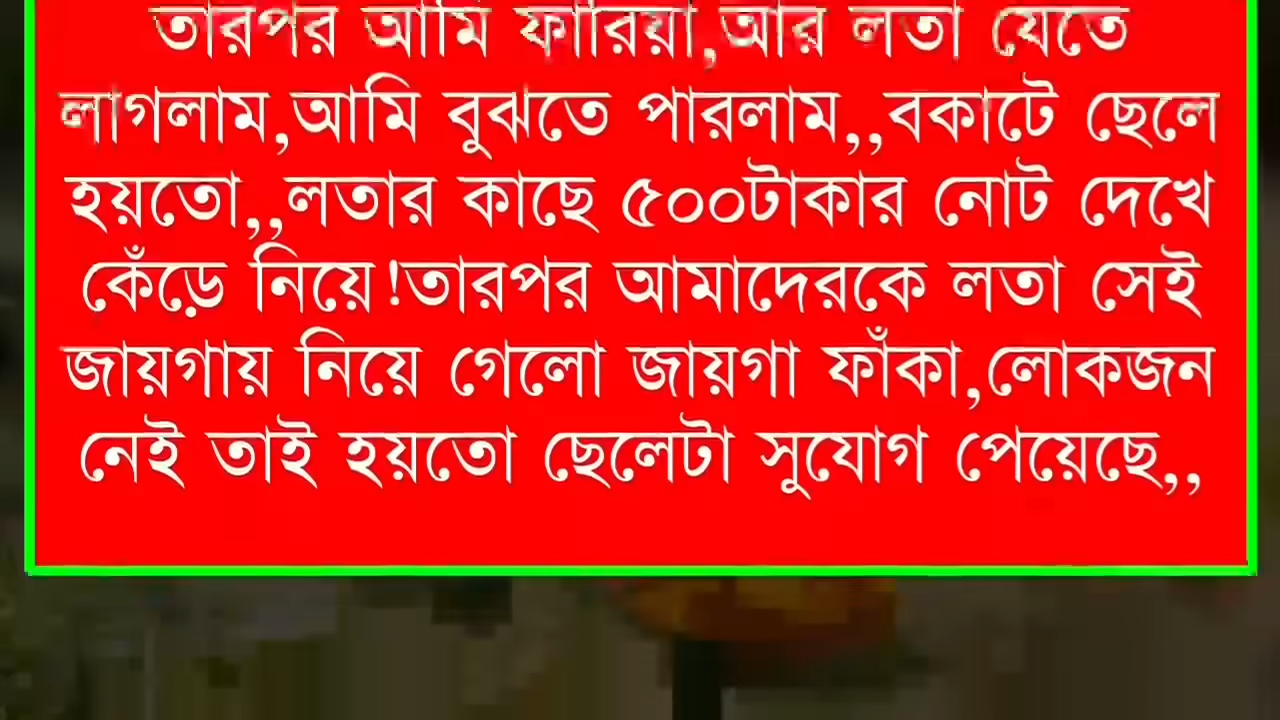 তারপর আমি ফারিয়া,আর লতা যেতে
লাগলাম,আমি বুঝতে পারলাম,,বকাটে ছেলে
হয়তো,,লতার কাছে ৫০০টাকার নোট দেখে
কেঁড়ে নিয়ে!তারপর আমাদেরকে লতা সেই
জায়গায় নিয়ে গেলো জায়গা ফাঁকা,লোকজন
নেই তাই হয়তো ছেলেটা সুযোগ পেয়েছে,,